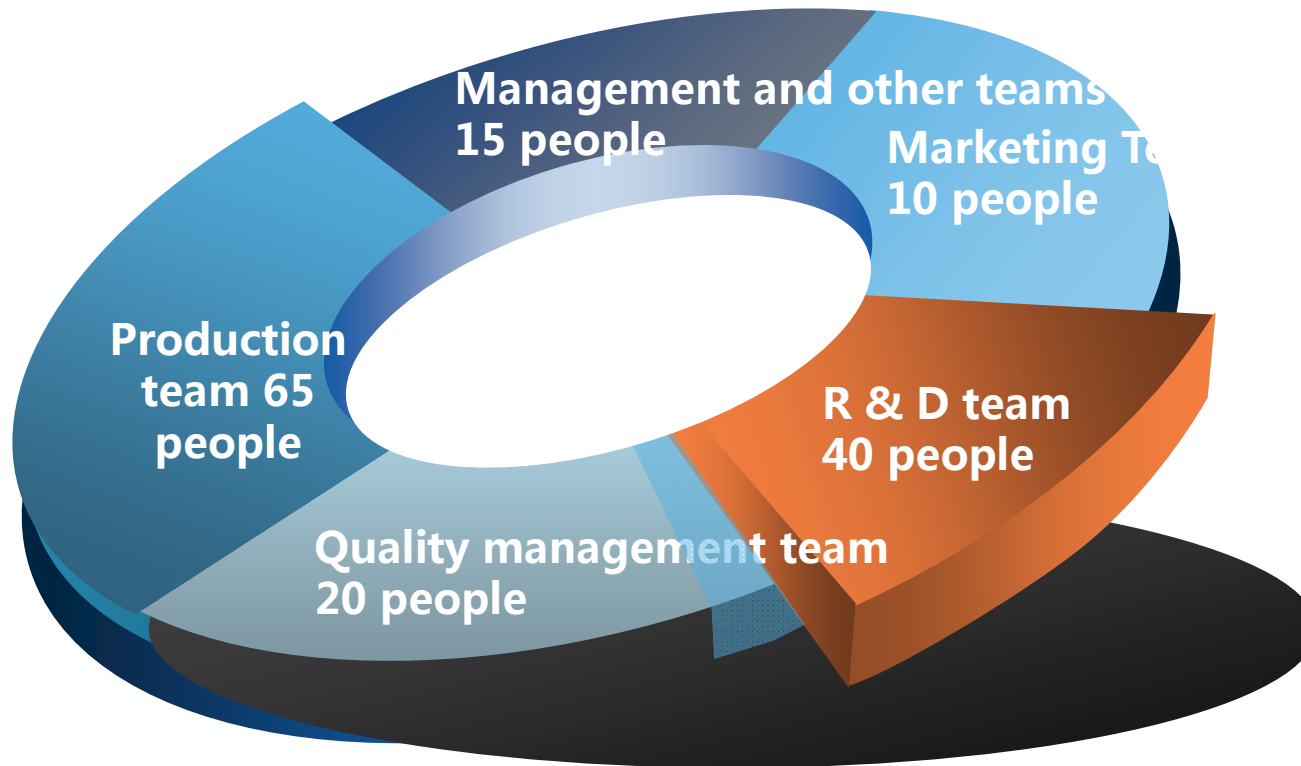 Management and other teams
15 people
Marketing
10 people
Production
team 65
people
R & D team
40 people
Quality management team
20 people